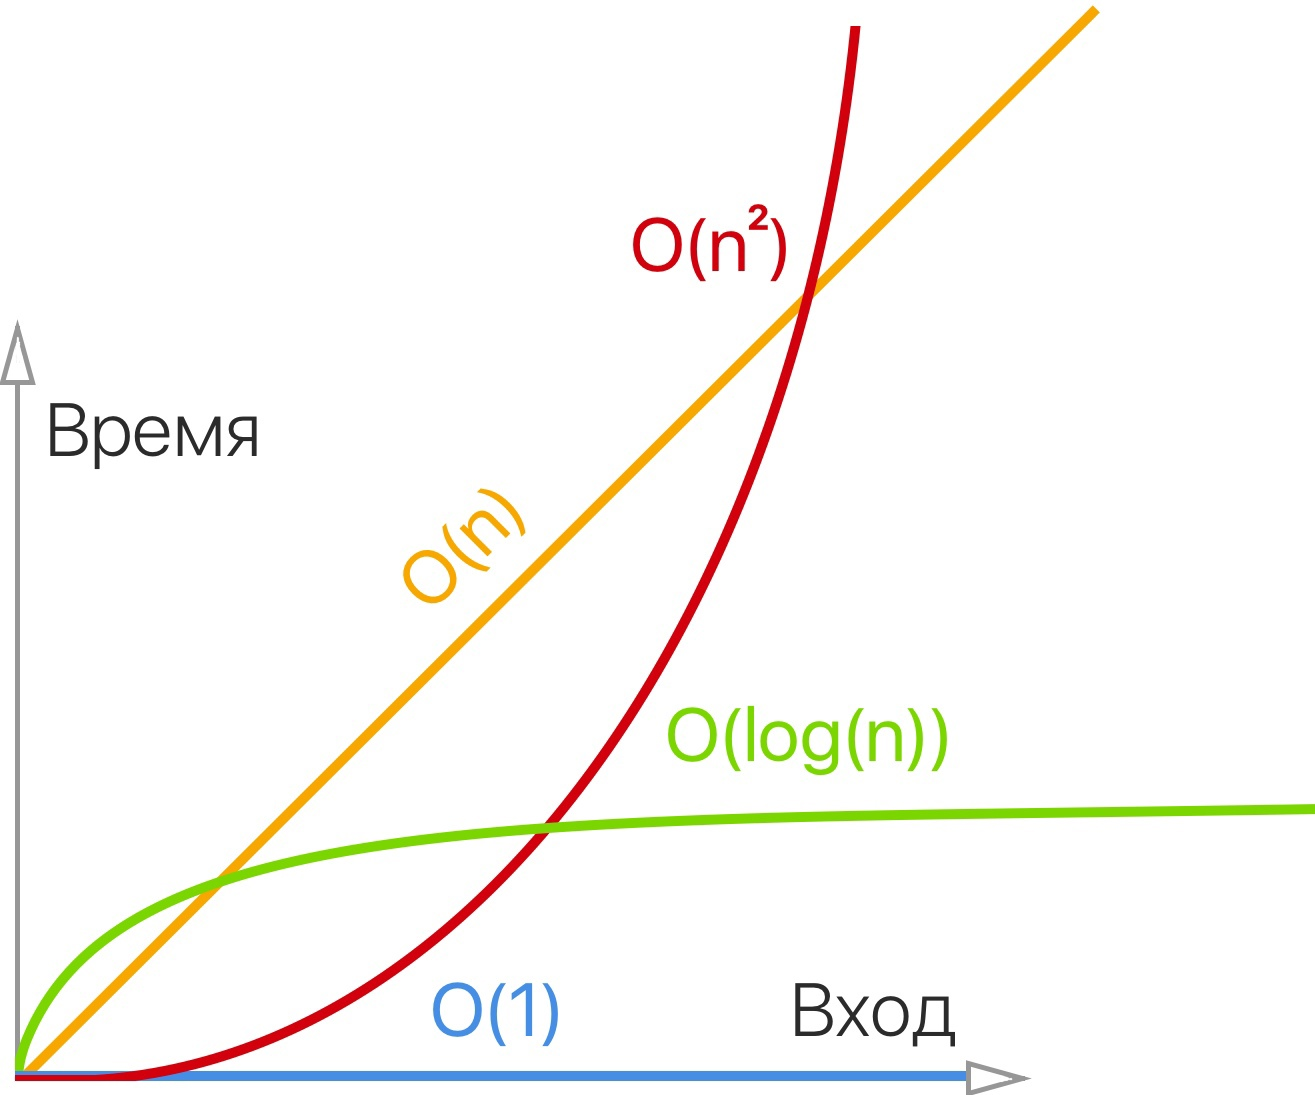 O(n²)
Время
O(n)
O(log(n))
O(1)
Вход